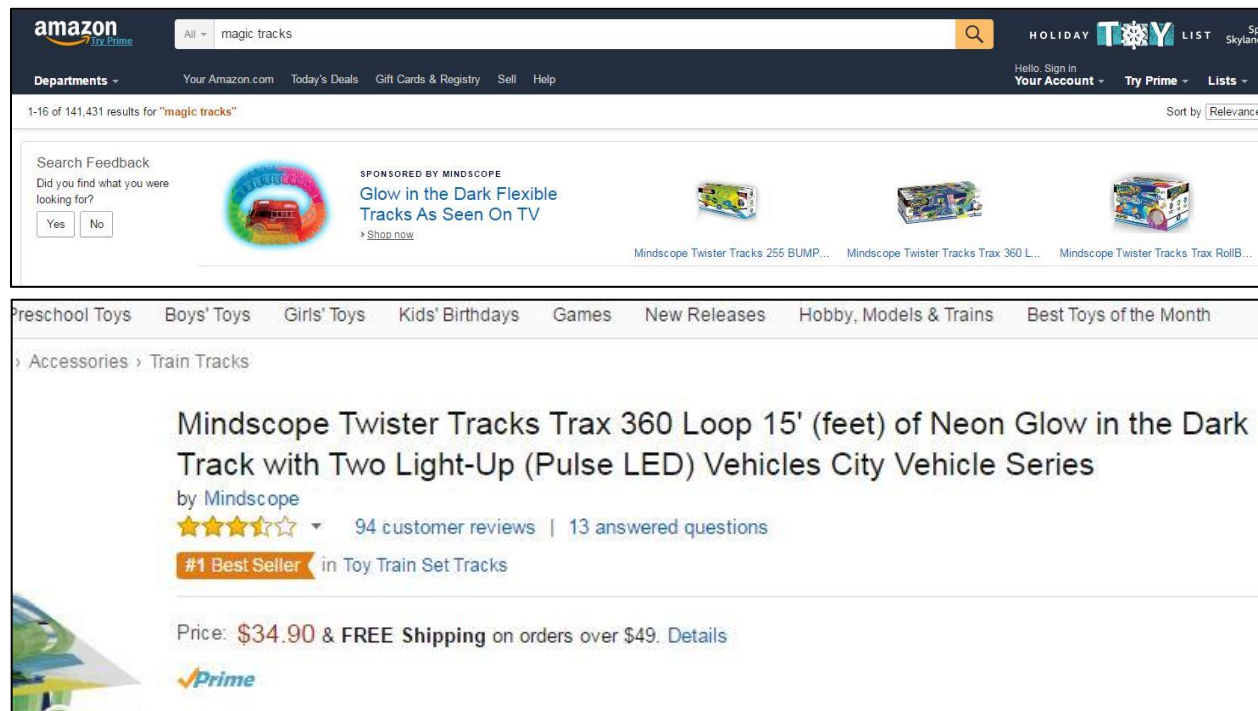 amazon
Try Prime
All
magic tracks
HOLIDAY TOY LIST
Departments
Your Amazon.com Today's Deals Gift Cards & Registry Sell Help
Hello. Sign in
Your Account Try Prime Lists
1-16 of 141,431 results for "magic tracks"
Sort by Relevance
Search Feedback
Did you find what you were
looking for?
Yes No
SPONSORED BY MINDSCOPE
Glow in the Dark Flexible
Tracks As Seen On TV
› Shop now
Mindscope Twister Tracks 255 BUMP... Mindscope Twister Tracks Trax 360 L... Mindscope Twister Tracks Trax RollB...
Preschool Toys Boys' Toys Girls' Toys Kids' Birthdays Games New Releases Hobby, Models & Trains Best Toys of the Month
› Accessories › Train Tracks
Mindscope Twister Tracks Trax 360 Loop 15' (feet) of Neon Glow in the Dark
Track with Two Light-Up (Pulse LED) Vehicles City Vehicle Series
by Mindscope
94 customer reviews | 13 answered questions
#1 Best Seller in Toy Train Set Tracks
Price: $34.90 & FREE Shipping on orders over $49. Details
Prime